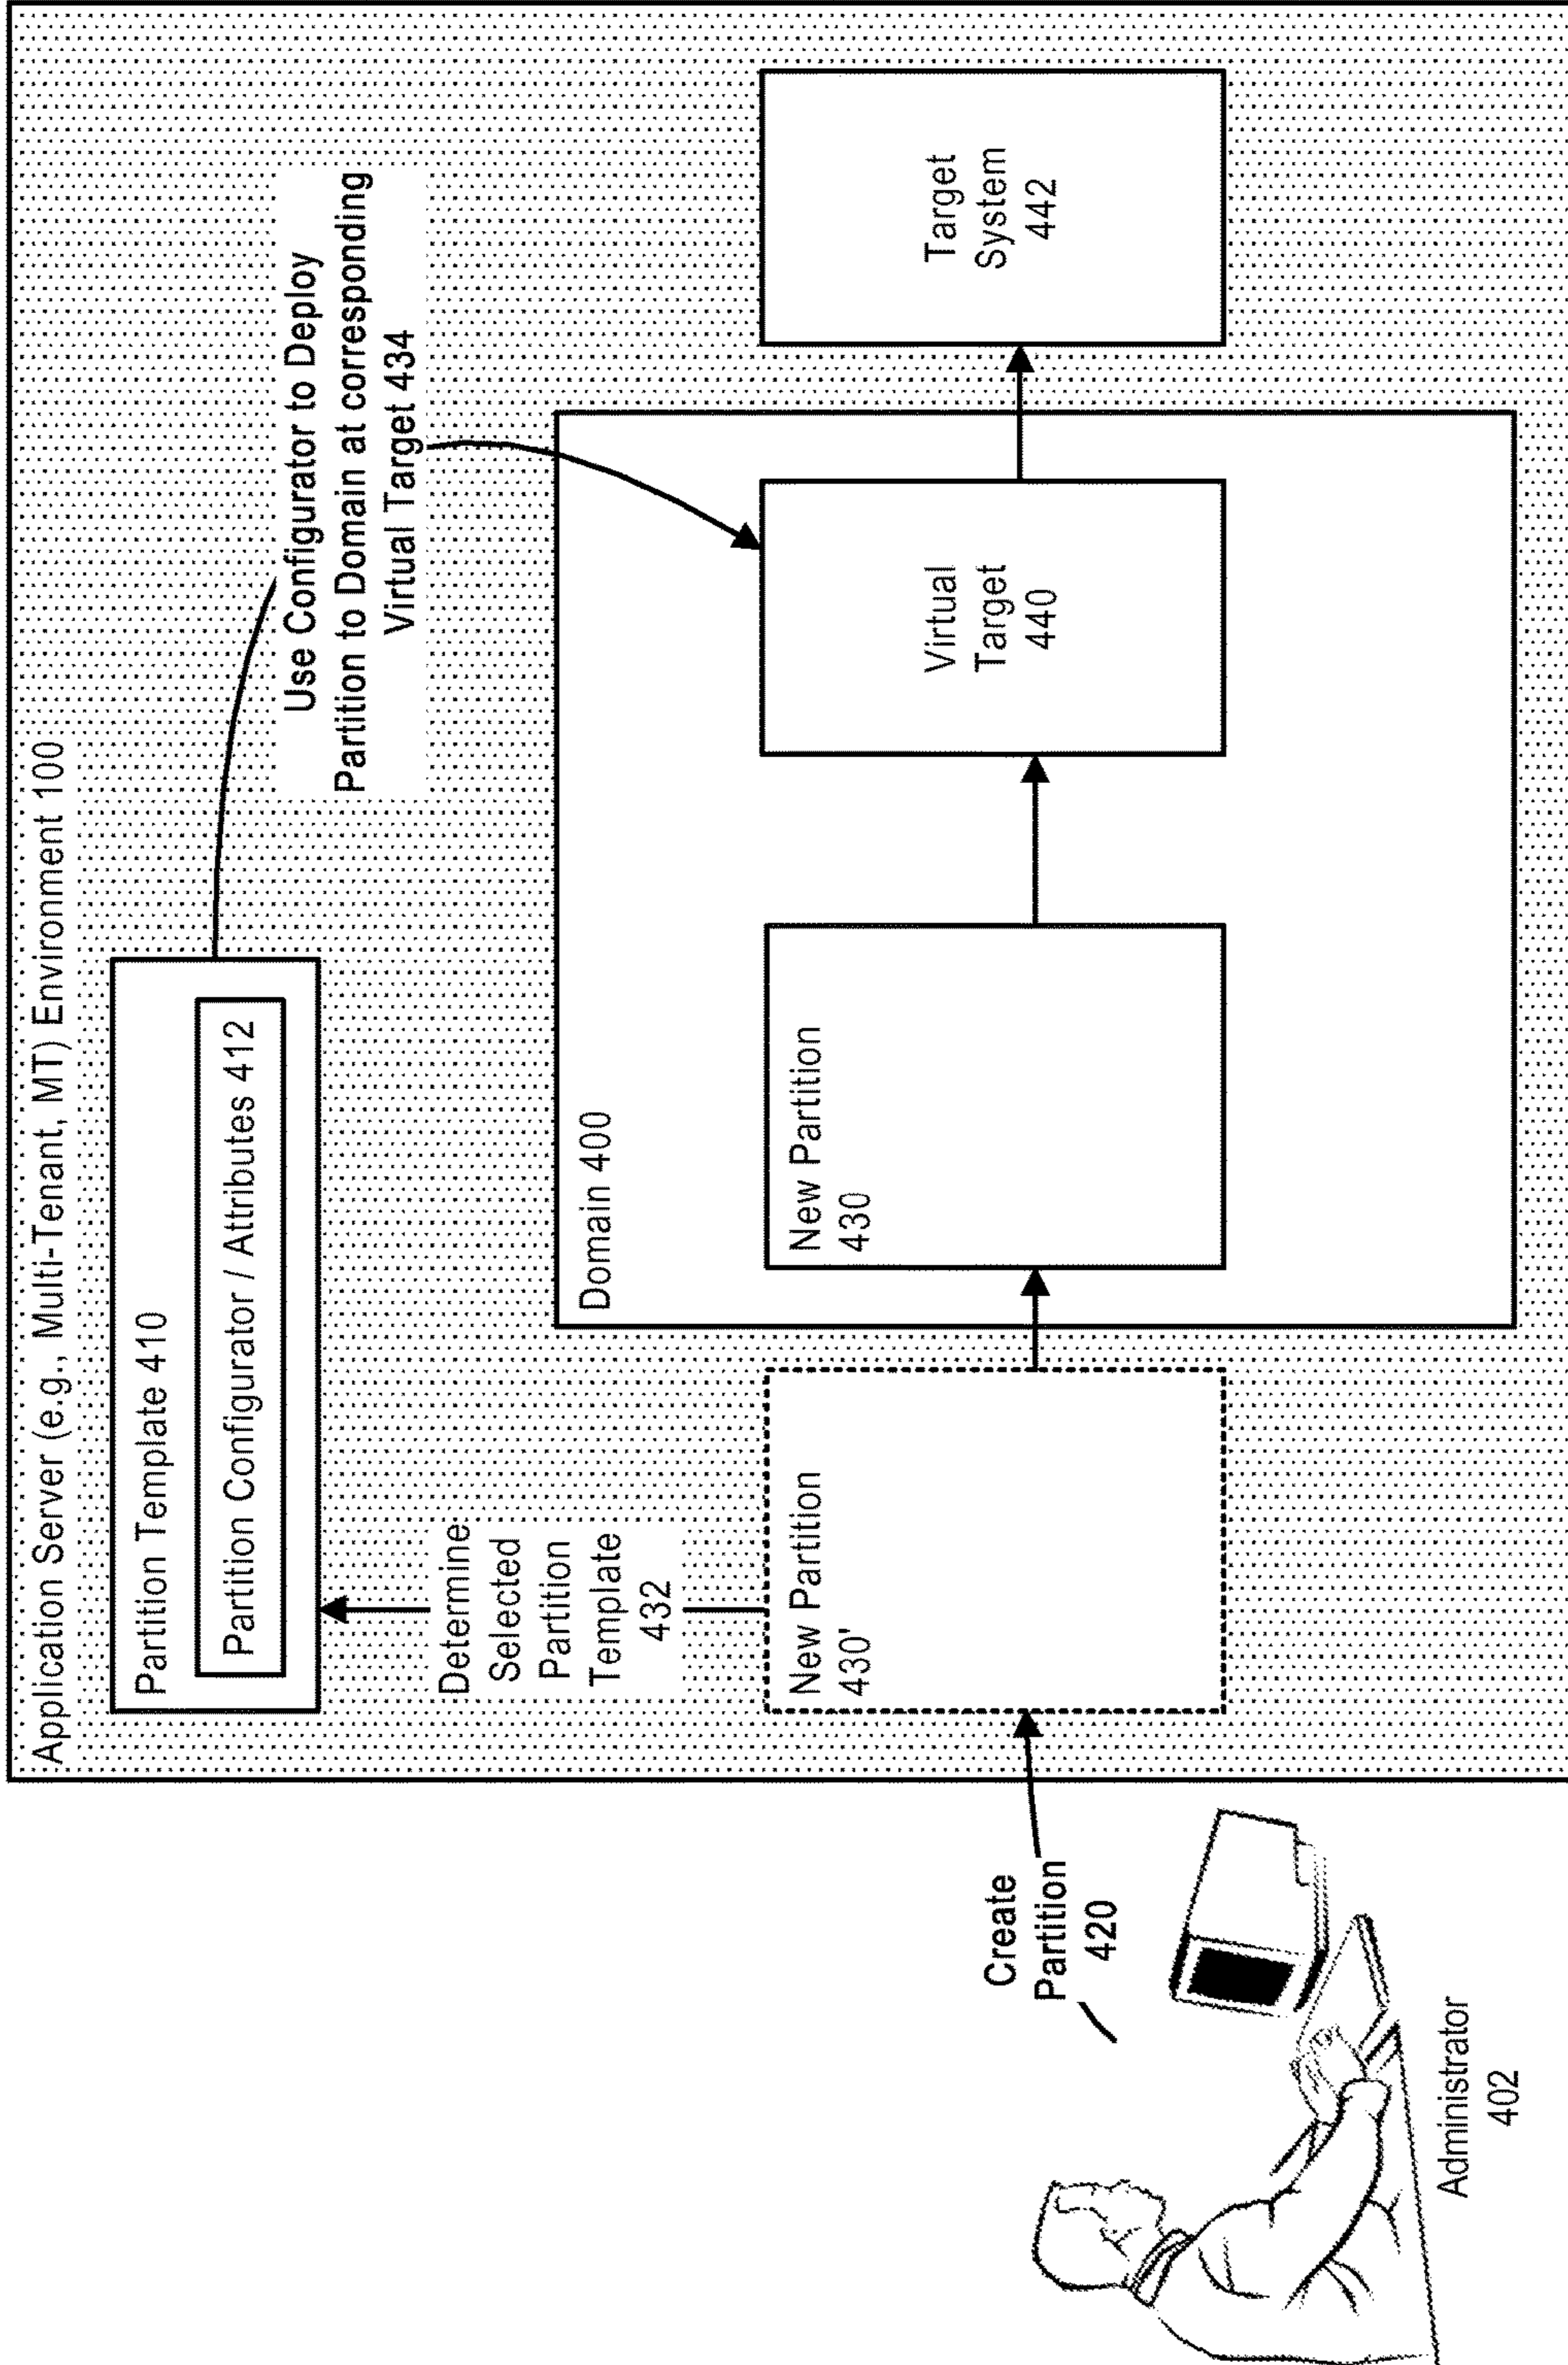 Application Server (e.g., Multi-Tenant, MT) Environment 100
Partition Template 410
Partition Configurator / Attributes 412
Use Configurator to Deploy
Partition to Domain at corresponding
Virtual Target 434
Determine
Selected
Partition
Template
432
Domain 400
Create
Partition
420
New Partition
430'
New Partition
430
Virtual
Target
440
Target
System
442
Administrator
402